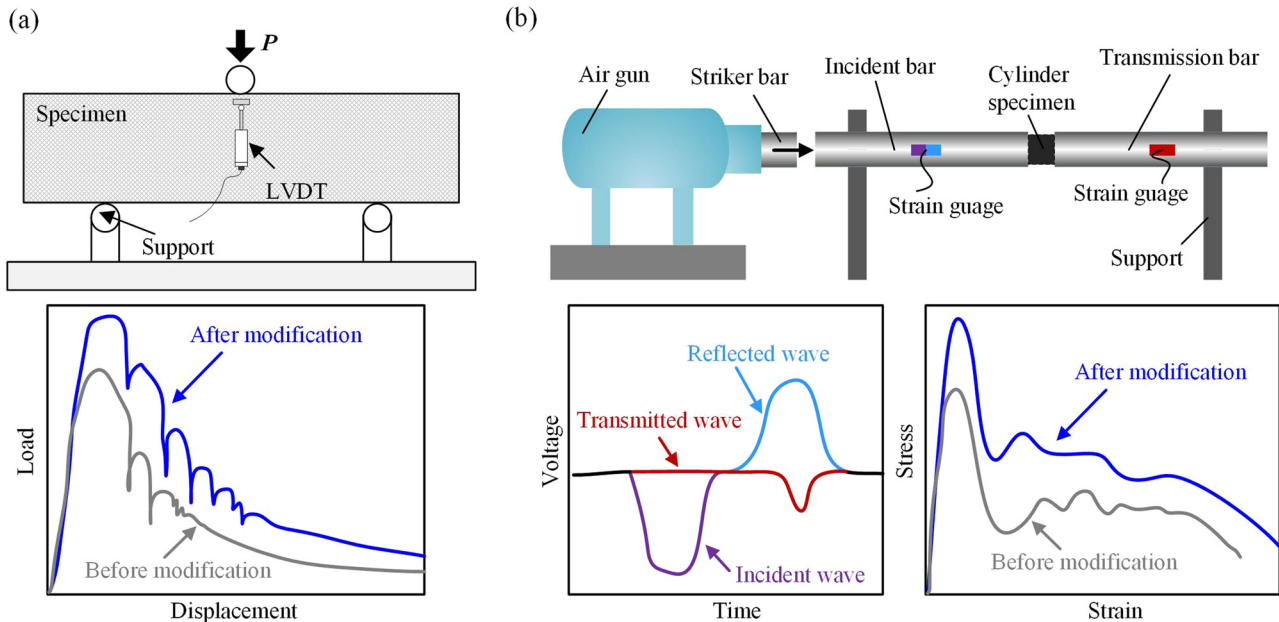 (a)
P
Specimen
LVDT
Support
After modification
Before modification
Load
Displacement
(b)
Air gun
Striker bar
Incident bar
Cylinder
specimen
Transmission bar
Strain guage
Strain guage
Support
Reflected wave
Transmitted wave
Incident wave
Voltage
Time
After modification
Before modification
Stress
Strain